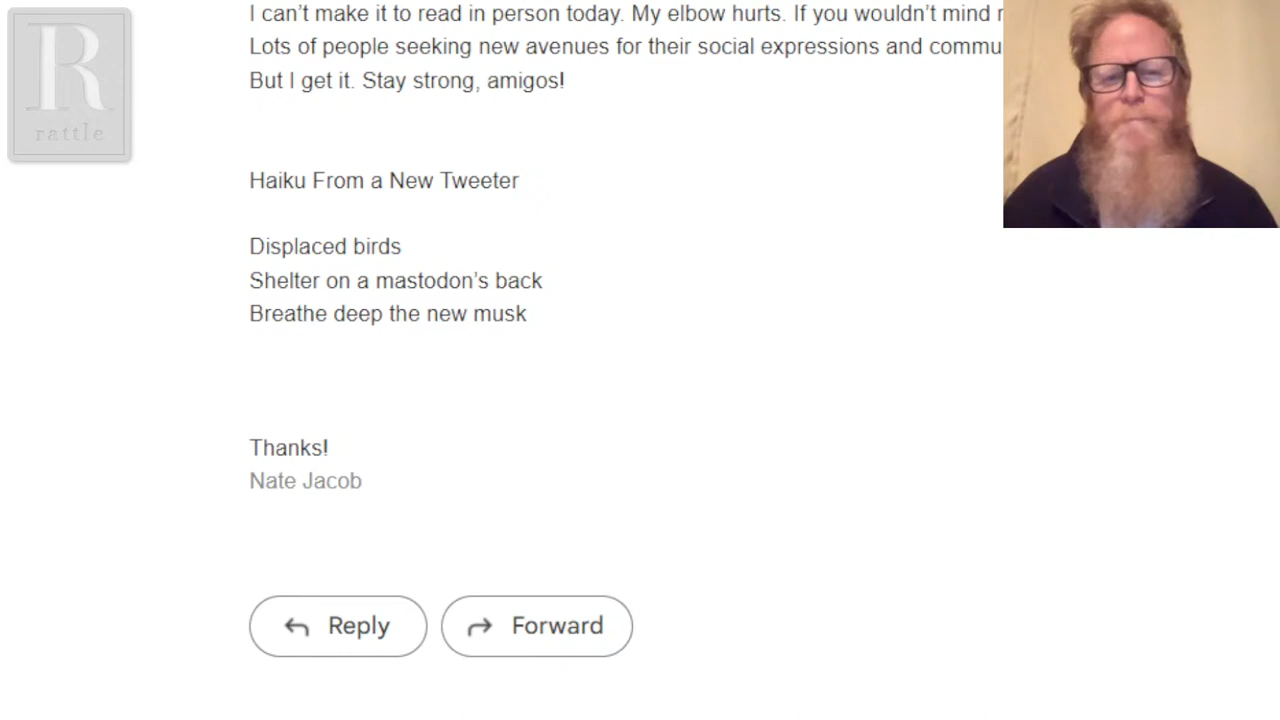 R
rattle
I can’t make it to read in person today. My elbow hurts. If you wouldn’t mind
Lots of people seeking new avenues for their social expressions and
But I get it. Stay strong, amigos!
Haiku From a New Tweeter
Displaced birds
Shelter on a mastodon’s back
Breathe deep the new musk
Thanks!
Nate Jacob
Reply
Forward